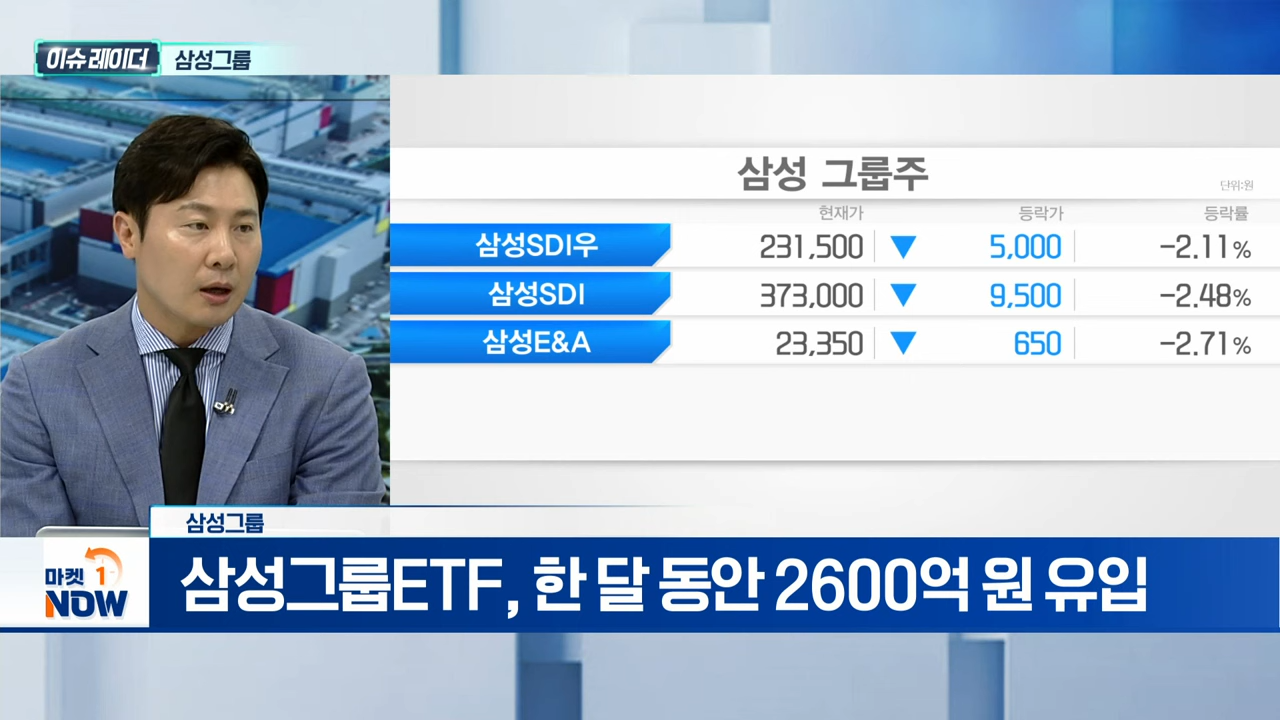 이슈레이더 삼성그룹
삼성 그룹주
단위:원
현재가 등락가 등락률
삼성SDI우 231,500 ▼ 5,000 -2.11%
삼성SDI 373,000 ▼ 9,500 -2.48%
삼성E&A 23,350 ▼ 650 -2.71%
삼성그룹
마켓 1
NOW
삼성그룹ETF, 한 달 동안 2600억 원 유입